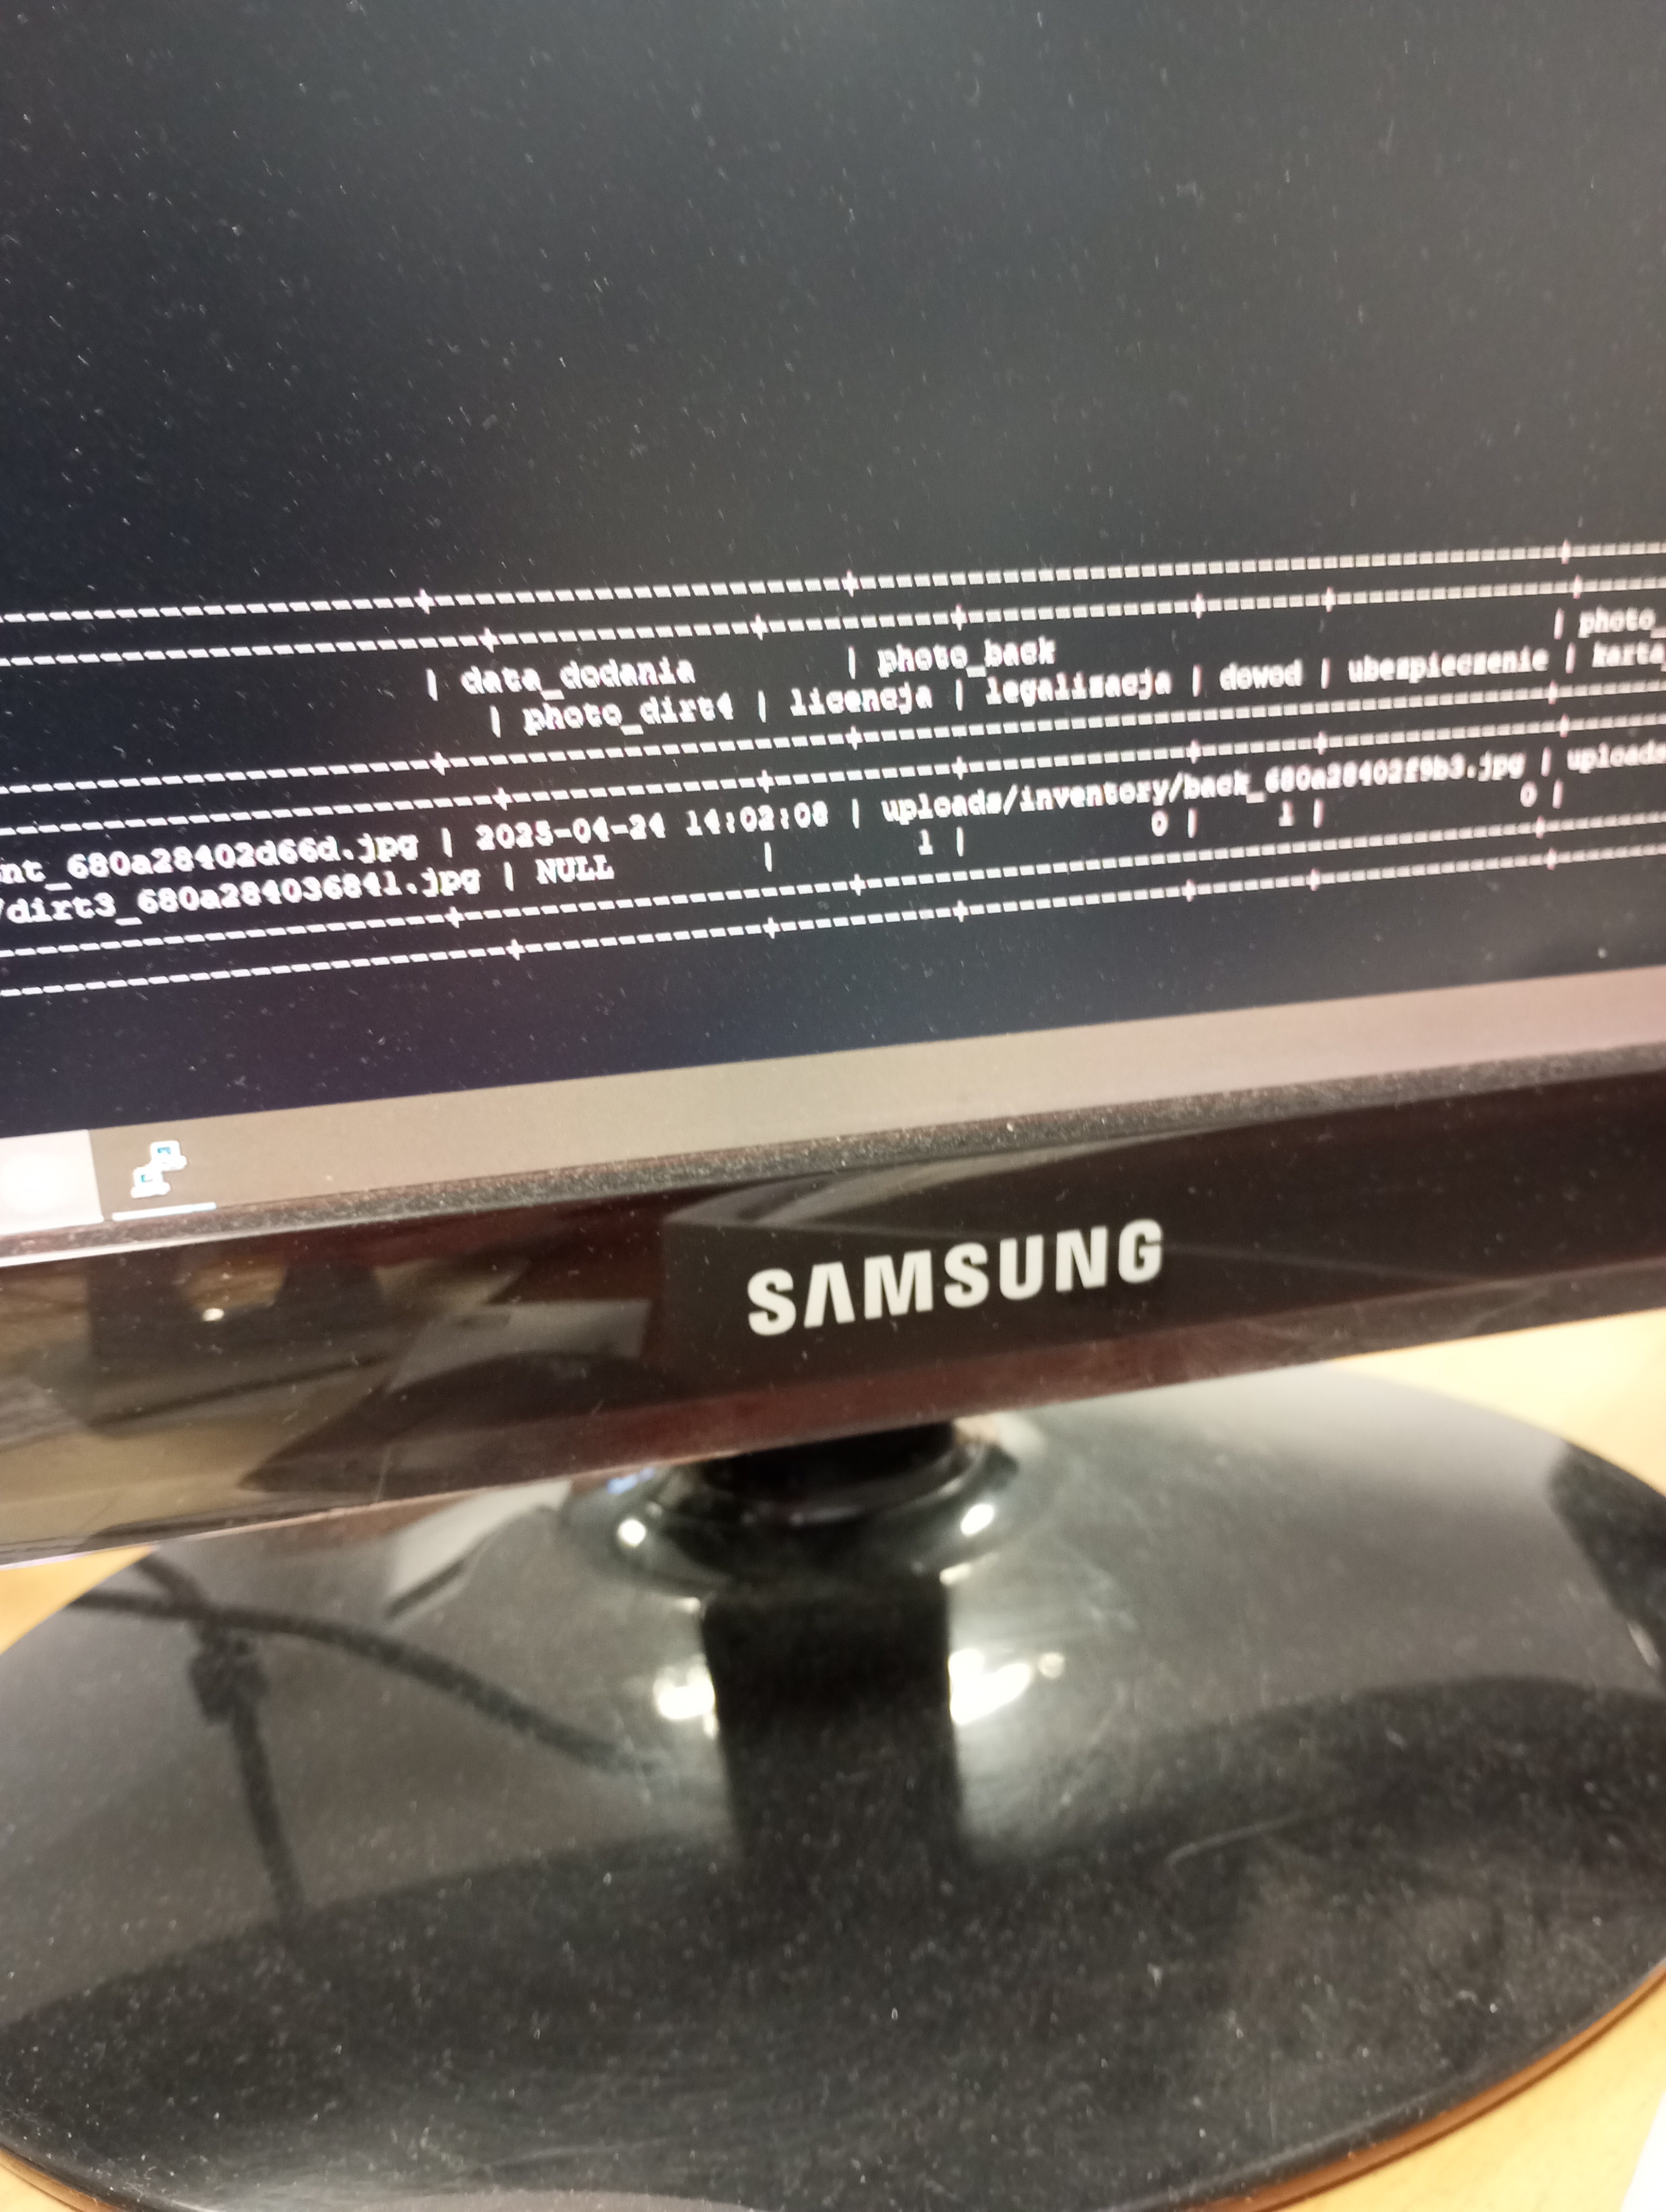 | data_dodania | photo_back | photo_
| photo_dirt4 | licencja | legalizacja | dowod | ubezpieczenie | karta_
nt_680a28402d66d.jpg | 2025-04-24 14:02:08 | uploads/inventory/back_680a28402f9b3.jpg | uploads
/dirt3_680a284036841.jpg | NULL | 1 | 0 | 1 | 0 |
SAMSUNG